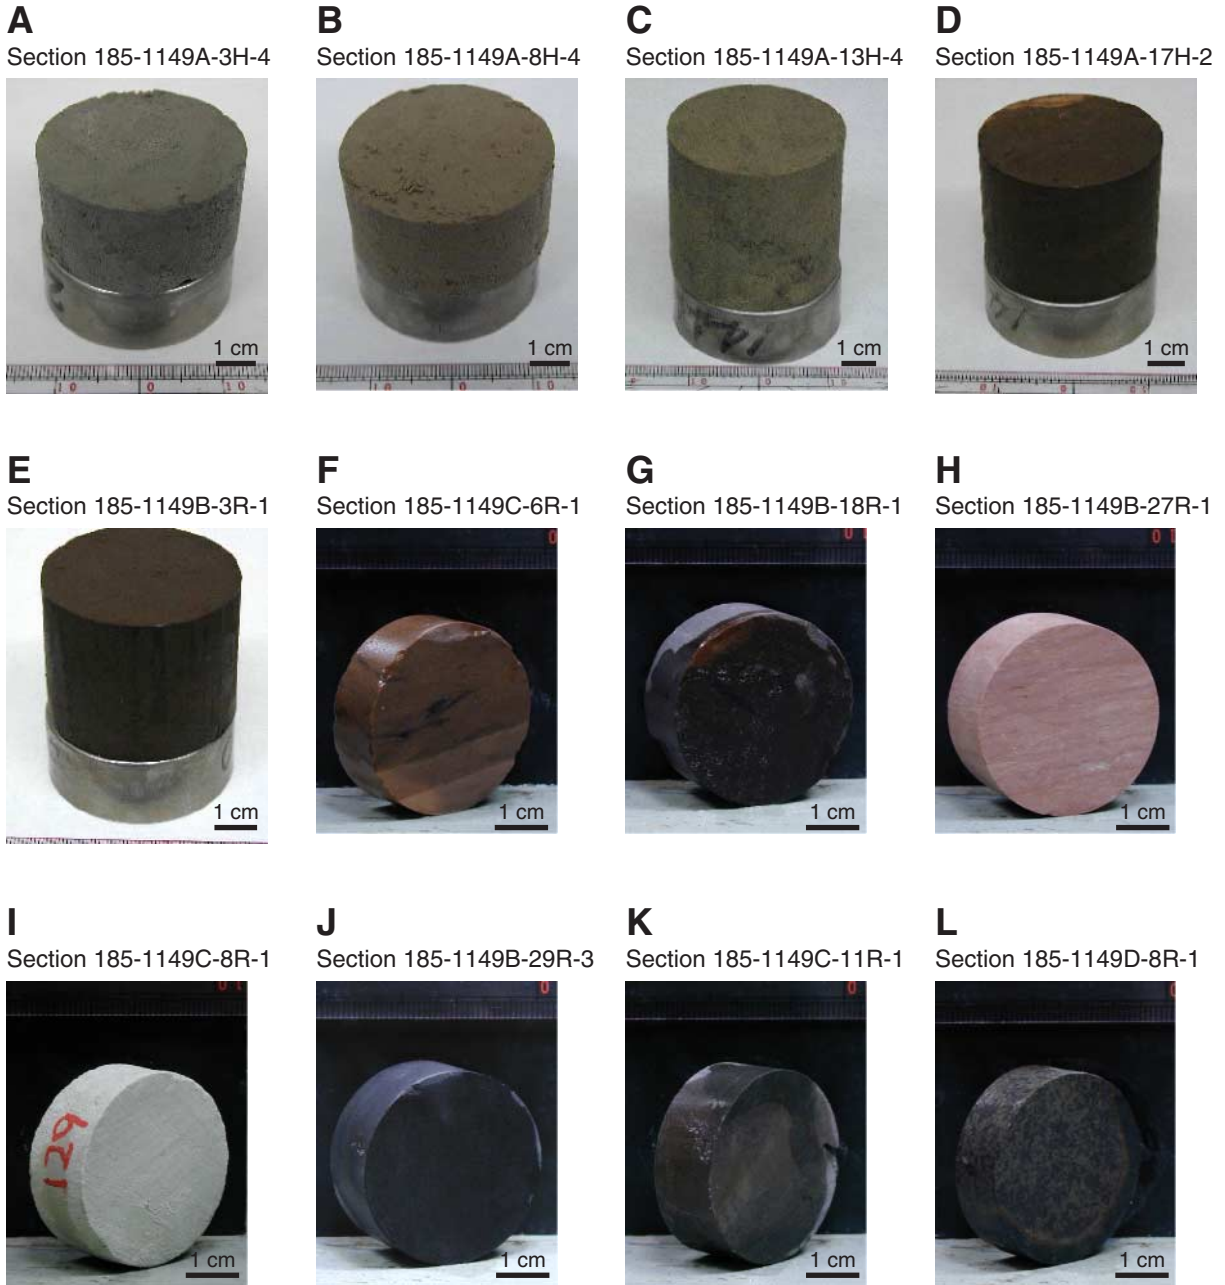 A
Section 185-1149A-3H-4
B
Section 185-1149A-8H-4
C
Section 185-1149A-13H-4
D
Section 185-1149A-17H-2
1 cm
1 cm
1 cm
1 cm
E
Section 185-1149B-3R-1
F
Section 185-1149C-6R-1
G
Section 185-1149B-18R-1
H
Section 185-1149B-27R-1
1 cm
1 cm
1 cm
1 cm
I
Section 185-1149C-8R-1
J
Section 185-1149B-29R-3
K
Section 185-1149C-11R-1
L
Section 185-1149D-8R-1
129
1 cm
1 cm
1 cm
1 cm